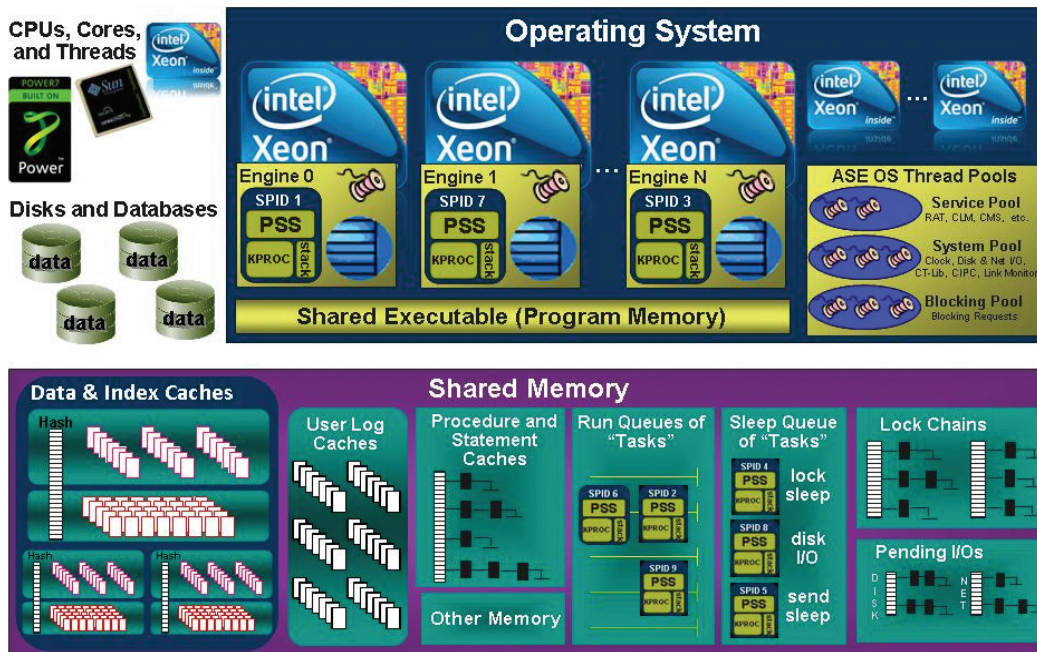 CPUs, Cores,
and Threads
intel
Xeon
inside
POWER7
BUILT ON
Power
Sun
Disks and Databases
data
data
data
data
Operating System
intel
Xeon
intel
Xeon
...
intel
Xeon
intel
Xeon
inside
...
intel
Xeon
inside
Engine 0
SPID 1
PSS
KPROC
stack
Engine 1
SPID 7
PSS
KPROC
stack
...
Engine N
SPID 3
PSS
KPROC
stack
Shared Executable (Program Memory)
ASE OS Thread Pools
Service Pool
RAT, CLM, CMS, etc.
System Pool
Clock, Disk & Net I/O,
CT-Lib, CIPC, Link Monitor
Blocking Pool
Blocking Requests
Shared Memory
Data & Index Caches
Hash
Hash
Hash
User Log
Caches
Procedure and
Statement
Caches
Other Memory
Run Queues of
“Tasks”
SPID 6
PSS
KPROC
stack
SPID 2
PSS
KPROC
stack
SPID 9
PSS
KPROC
stack
Sleep Queue
of “Tasks”
SPID 4
PSS
KPROC
stack
lock
sleep
SPID 8
PSS
KPROC
stack
disk
I/O
SPID 5
PSS
KPROC
stack
send
sleep
Lock Chains
Pending I/Os
DISK
NET